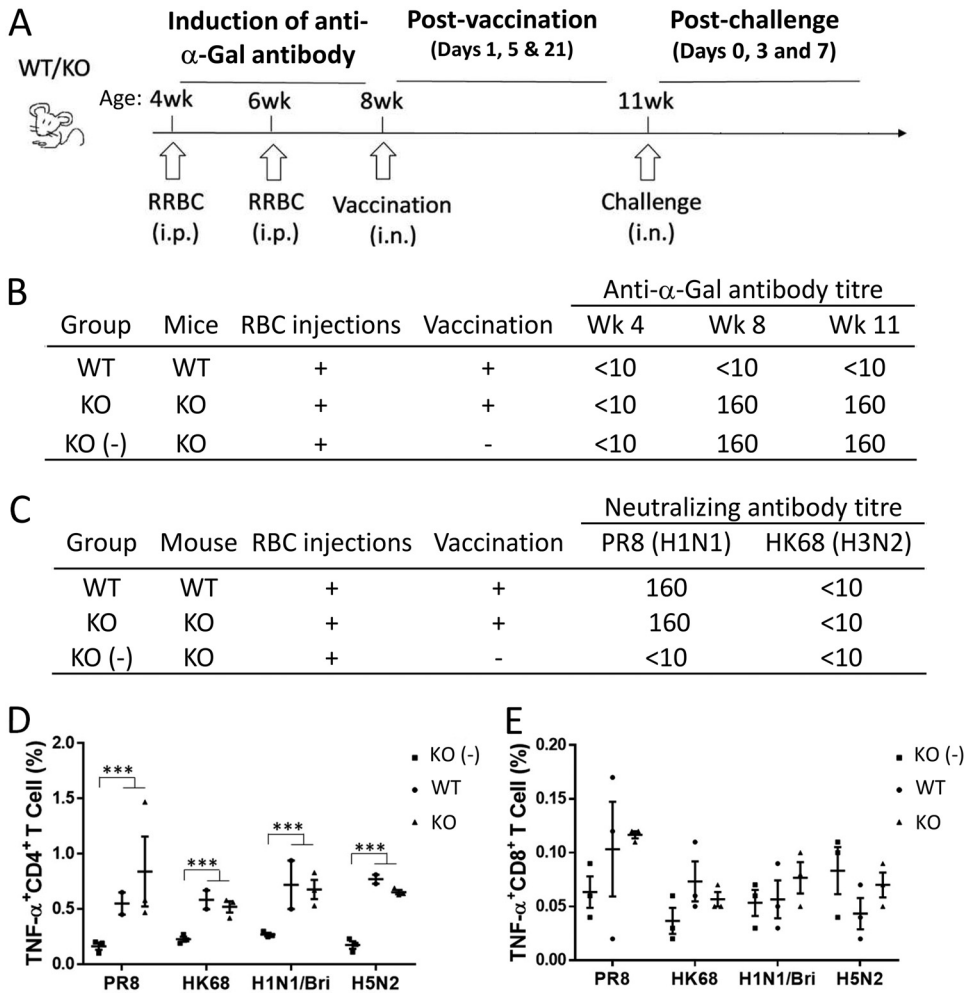 A
Induction of anti-
α-Gal antibody
Post-vaccination
(Days 1, 5 & 21)
Post-challenge
(Days 0, 3 and 7)
WT/KO
Age: 4wk 6wk 8wk 11wk
RRBC
(i.p.)
RRBC
(i.p.)
Vaccination
(i.n.)
Challenge
(i.n.)
B
Anti-α-Gal antibody titre
Group Mice RBC injections Vaccination Wk 4 Wk 8 Wk 11
WT WT + + <10 <10 <10
KO KO + + <10 160 160
KO (-) KO + - <10 160 160
C
Neutralizing antibody titre
Group Mouse RBC injections Vaccination PR8 (H1N1) HK68 (H3N2)
WT WT + + 160 <10
KO KO + + 160 <10
KO (-) KO + - <10 <10
D
TNF-α+CD4+ T Cell (%)
2.0
1.5
1.0
0.5
0.0
***
***
***
***
PR8 HK68 H1N1/Bri H5N2
KO (-)
WT
KO
E
TNF-α+CD8+ T Cell (%)
0.20
0.15
0.10
0.05
0.00
PR8 HK68 H1N1/Bri H5N2
KO (-)
WT
KO